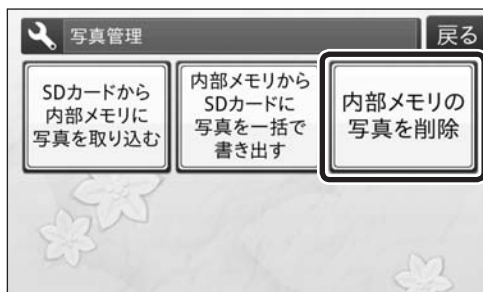 写真管理
戻る
SDカードから
内部メモリに
写真を取り込む
内部メモリから
SDカードに
写真を一括で
書き出す
内部メモリの
写真を削除